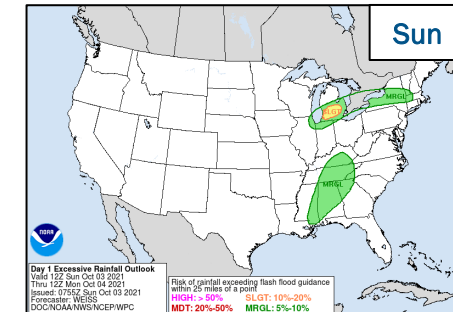 Sun
MRGL
SLGT
MRGL
NOAA
Day 1 Excessive Rainfall Outlook
Valid 12Z Sun Oct 03 2021
Thru 12Z Mon Oct 04 2021
Issued: 0755Z Sun Oct 03 2021
Forecaster: WEISS
DOC/NOAA/NWS/NCEP/WPC
Risk of rainfall exceeding flash flood guidance
within 25 miles of a point
HIGH: > 50% SLGT: 10%-20%
MDT: 20%-50% MRGL: 5%-10%